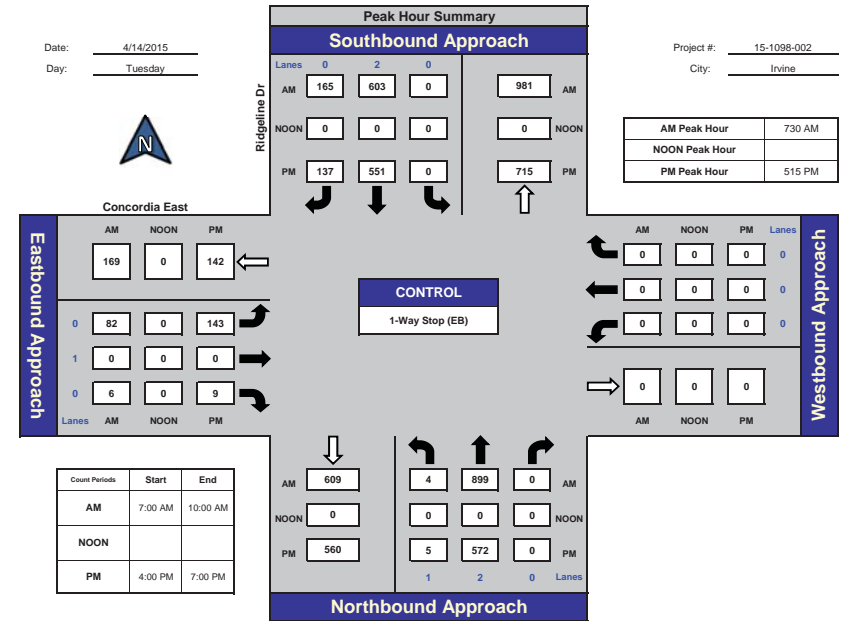 Peak Hour Summary
Southbound Approach
Date: 4/14/2015
Day: Tuesday
Project #: 15-1098-002
City: Irvine
N
Ridgeline Dr
Lanes 0 2 0
AM 165 603 0 981 AM
NOON 0 0 0 0 NOON
PM 137 551 0 715 PM
AM Peak Hour 730 AM
NOON Peak Hour
PM Peak Hour 515 PM
Concordia East
Eastbound Approach
AM NOON PM
169 0 142
0 82 0 143
1 0 0 0
0 6 0 9
Lanes AM NOON PM
CONTROL
1-Way Stop (EB)
Westbound Approach
AM NOON PM Lanes
0 0 0 0
0 0 0 0
0 0 0 0
0 0 0
AM NOON PM
Count Periods Start End
AM 7:00 AM 10:00 AM
NOON
PM 4:00 PM 7:00 PM
AM 609 4 899 0 AM
NOON 0 0 0 0 NOON
PM 560 5 572 0 PM
1 2 0 Lanes
Northbound Approach